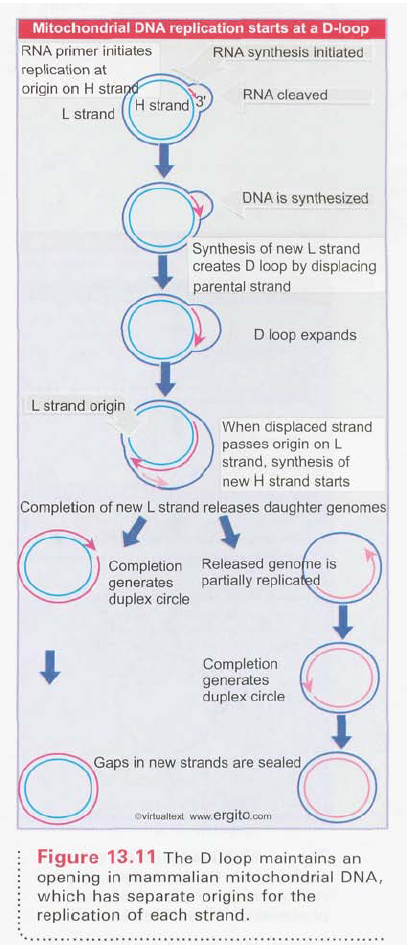 Mitochondrial DNA replication starts at a D-loop
RNA primer initiates
replication at
origin on H strand
RNA synthesis initiated
RNA cleaved
L strand
H strand
3'
DNA is synthesized
Synthesis of new L strand
creates D loop by displacing
parental strand
D loop expands
L strand origin
When displaced strand
passes origin on L
strand, synthesis of
new H strand starts
Completion of new L strand releases daughter genomes
Completion
generates
duplex circle
Released genome is
partially replicated
Completion
generates
duplex circle
Gaps in new strands are sealed
©virtualtext www.ergito.com
Figure 13.11 The D loop maintains an
opening in mammalian mitochondrial DNA,
which has separate origins for the
replication of each strand.